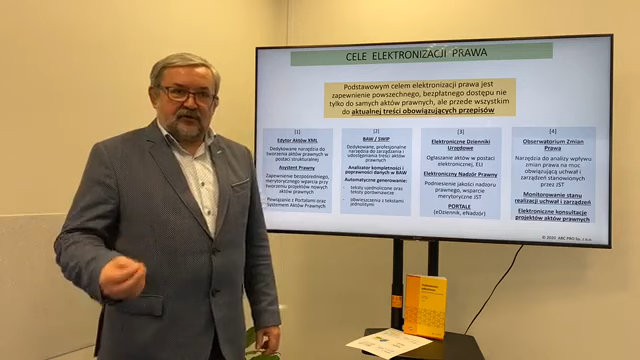 CELE ELEKTRONIZACJI PRAWA
Podstawowym celem elektronizacji prawa jest
zapewnienie powszechnego, bezpłatnego dostępu nie
tylko do samych aktów prawnych, ale przede wszystkim
do aktualnej treści obowiązujących przepisów
[1]
Edytor Aktów XML
Dedykowane narzędzia do
tworzenia aktów prawnych w
postaci strukturalnej
Asystent Prawny
Zapewnienie bezpośredniego,
merytorycznego wsparcia przy
tworzeniu projektów nowych
aktów prawnych
Powiązanie z Portalami oraz
Systemem Aktów Prawnych
[2]
BAW / SWIP
Dedykowane, profesjonalne
narzędzia do zarządzania i
udostępniania treści aktów
prawnych
Analizator kompletności i
poprawności danych w BAW
Automatyczne generowanie:
- teksty ujednolicone oraz
teksty porównawcze
- obwieszczenia z tekstami
jednolitymi
[3]
Elektroniczne Dzienniki
Urzędowe
Ogłaszanie aktów w postaci
elektronicznej, ELI
Elektroniczny Nadzór Prawny
Podniesienie jakości nadzoru
prawnego, wsparcie
merytoryczne JST
PORTALE
(eDziennik, eNadzór)
[4]
Obserwatorium Zmian
Prawa
Narzędzia do analizy wpływu
zmian prawa na moc
obowiązującą uchwał i
zarządzeń stanowionych
przez JST
Monitorowanie stanu
realizacji uchwał i zarządzeń
Elektroniczne konsultacje
projektów aktów prawnych
© 2020 ABC PRO Sp. z o.o.